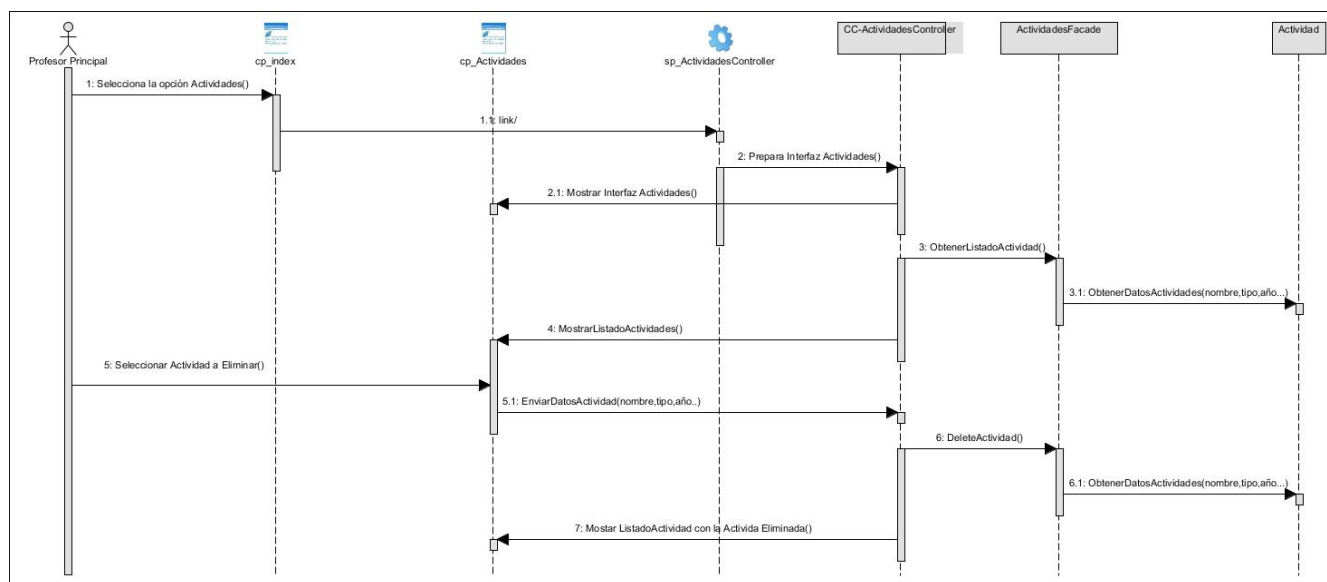 Profesor Principal
cp_index
cp_Actividades
sp_ActividadesController
CC-ActividadesController
ActividadesFacade
Actividad
1: Selecciona la opción Actividades()
1.1: link/
2: Prepara Interfaz Actividades()
2.1: Mostrar Interfaz Actividades()
3: ObtenerListadoActividad()
3.1: ObtenerDatosActividades(nombre,tipo,año...)
4: MostrarListadoActividades()
5: Seleccionar Actividad a Eliminar()
5.1: EnviarDatosActividad(nombre,tipo,año..)
6: DeleteActividad()
6.1: ObtenerDatosActividades(nombre,tipo,año...)
7: Mostar ListadoActividad con la Activida Eliminada()